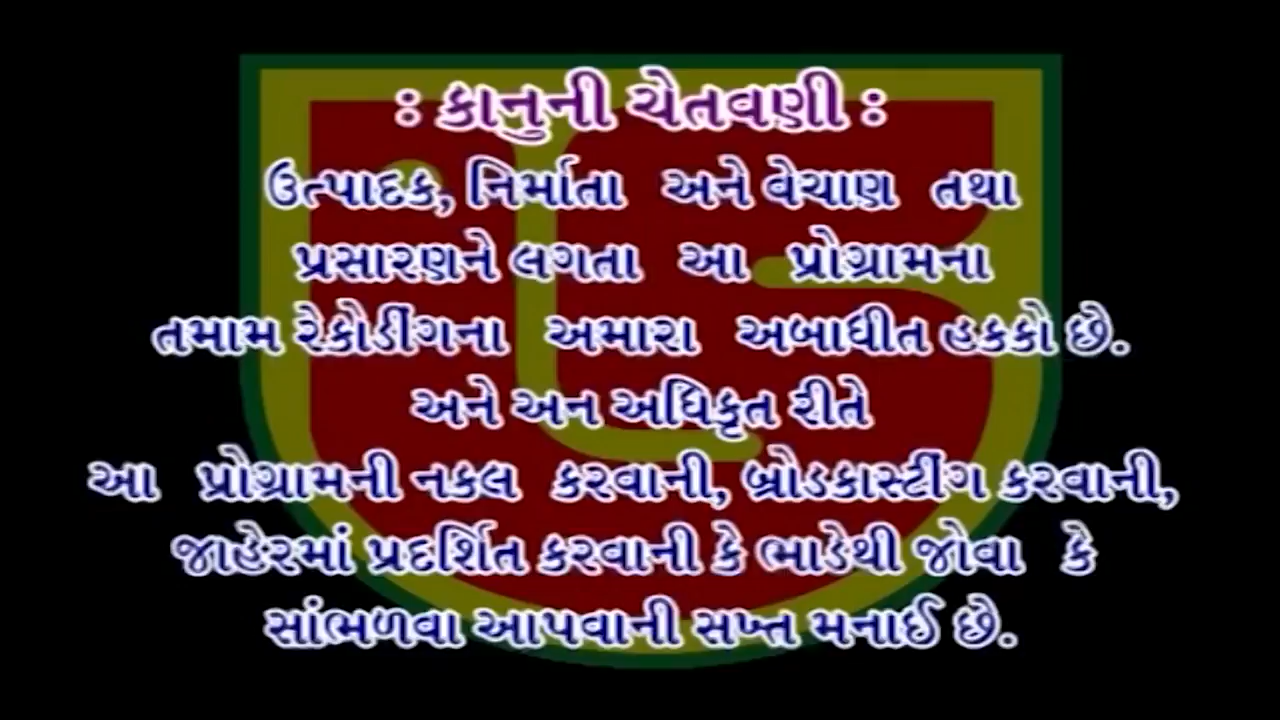 : કાનુની ચેતવણી :
ઉત્પાદક, નિર્માતા અને વેચાણ તથા
પ્રસારણને લગતા આ પ્રોગ્રામના
તમામ રેકોર્ડીંગના અમારા અબાધીત હકકો છે.
અને અન અધિકૃત રીતે
આ પ્રોગ્રામની નકલ કરવાની, બ્રોડકાસ્ટીંગ કરવાની,
જાહેરમાં પ્રદર્શિત કરવાની કે ભાડેથી જોવા કે
સાંભળવા આપવાની સખ્ત મનાઈ છે.